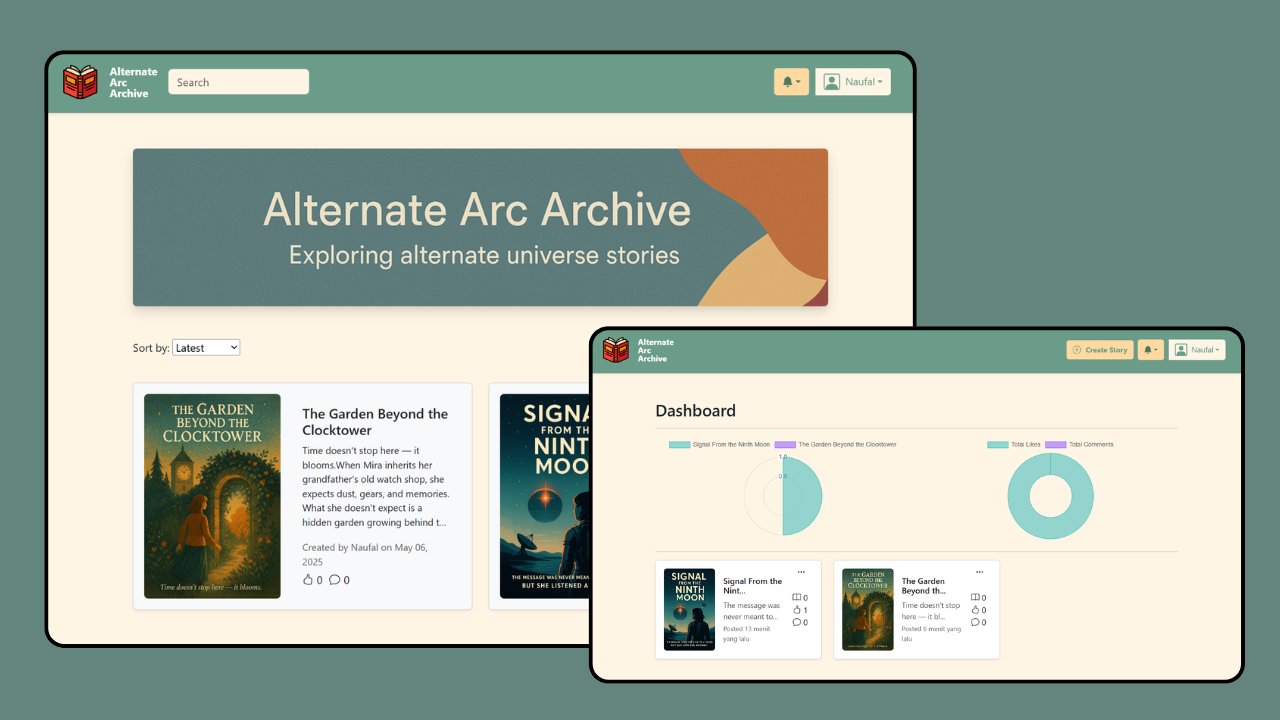 Alternate
Arc
Archive
Search
Naufal
Alternate Arc Archive
Exploring alternate universe stories
Sort by: Latest
THE GARDEN
BEYOND THE
CLOCKTOWER
Time doesn't stop here — it blooms.
The Garden Beyond the
Clocktower
Time doesn't stop here — it
blooms.When Mira inherits her
grandfather's old watch shop, she
expects dust, gears, and memories.
What she doesn't expect is a
hidden garden growing behind t...
Created by Naufal on May 06,
2025
0 0
SIGNA
FROM TH
NINT
MOO
THE MESSAGE WAS NEVER MEAN
BUT SHE LISTENED A
Alternate
Arc
Archive
Create Story
Naufal
Dashboard
Signal From the Ninth Moon The Garden Beyond the Clocktower
1.0
0.5
Total Likes Total Comments
SIGNAL
FROM THE
NINTH
MOON
Signal From the
Nint...
The message was
never meant to...
Posted 13 menit
yang lalu
...
0
1
0
THE GARDEN
BEYOND THE
CLOCKTOWER
The Garden
Beyond th...
Time doesn't stop
here — it bl...
Posted 6 menit yang
lalu
...
0
0
0